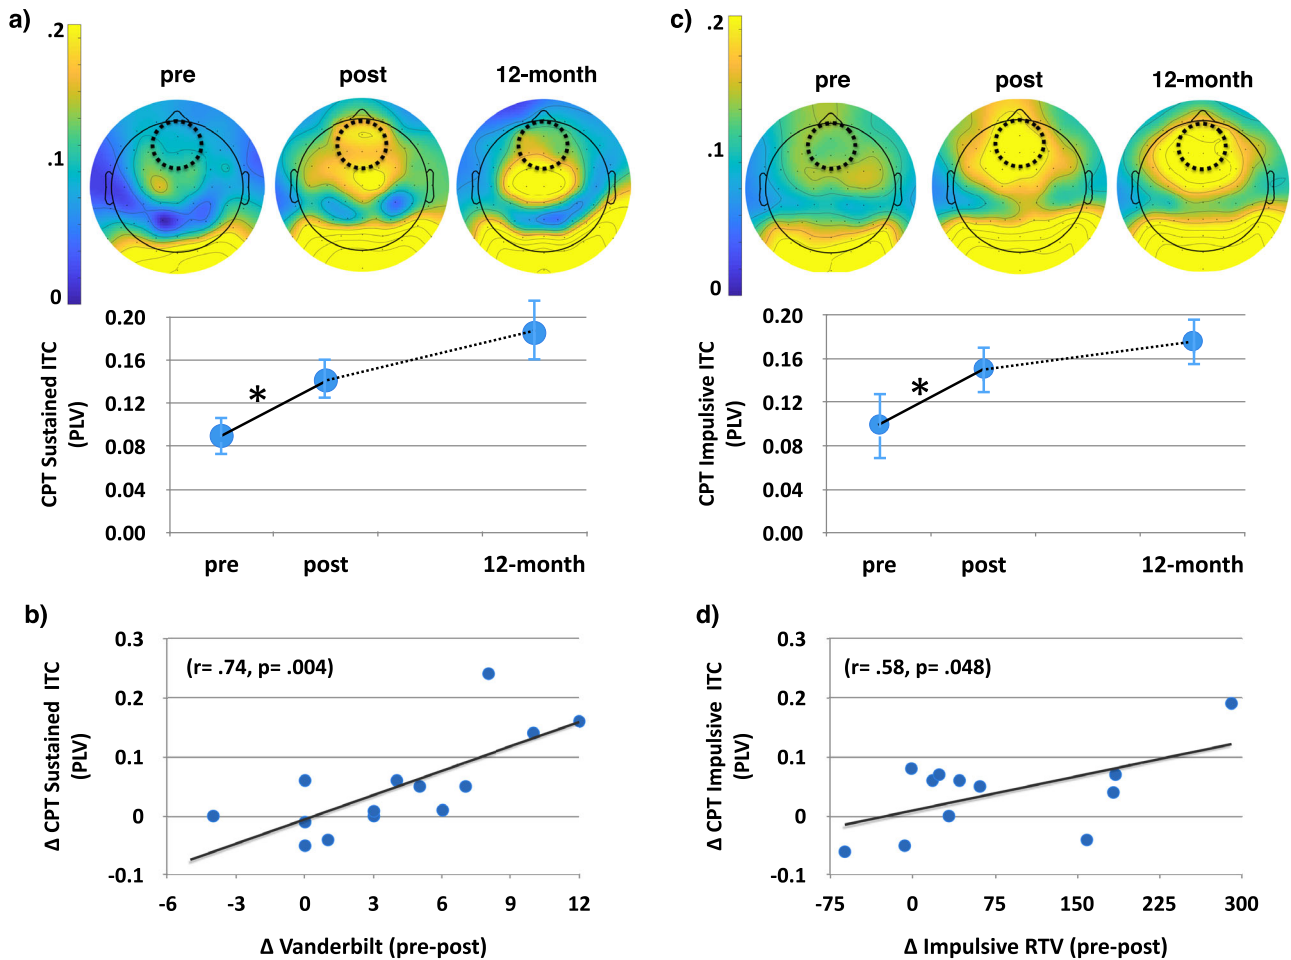 a)
.2
.1
0
pre
post
12-month
0.20
0.16
0.12
0.08
0.04
0.00
CPT Sustained ITC
(PLV)
*
pre
post
12-month
c)
.2
.1
0
pre
post
12-month
0.20
0.16
0.12
0.08
0.04
0.00
CPT Impulsive ITC
(PLV)
*
pre
post
12-month
b)
0.3
0.2
0.1
0
-0.1
Δ CPT Sustained ITC
(PLV)
(r= .74, p= .004)
-6 -3 0 3 6 9 12
Δ Vanderbilt (pre-post)
d)
0.3
0.2
0.1
0
-0.1
Δ CPT Impulsive ITC
(PLV)
(r= .58, p= .048)
-75 0 75 150 225 300
Δ Impulsive RTV (pre-post)